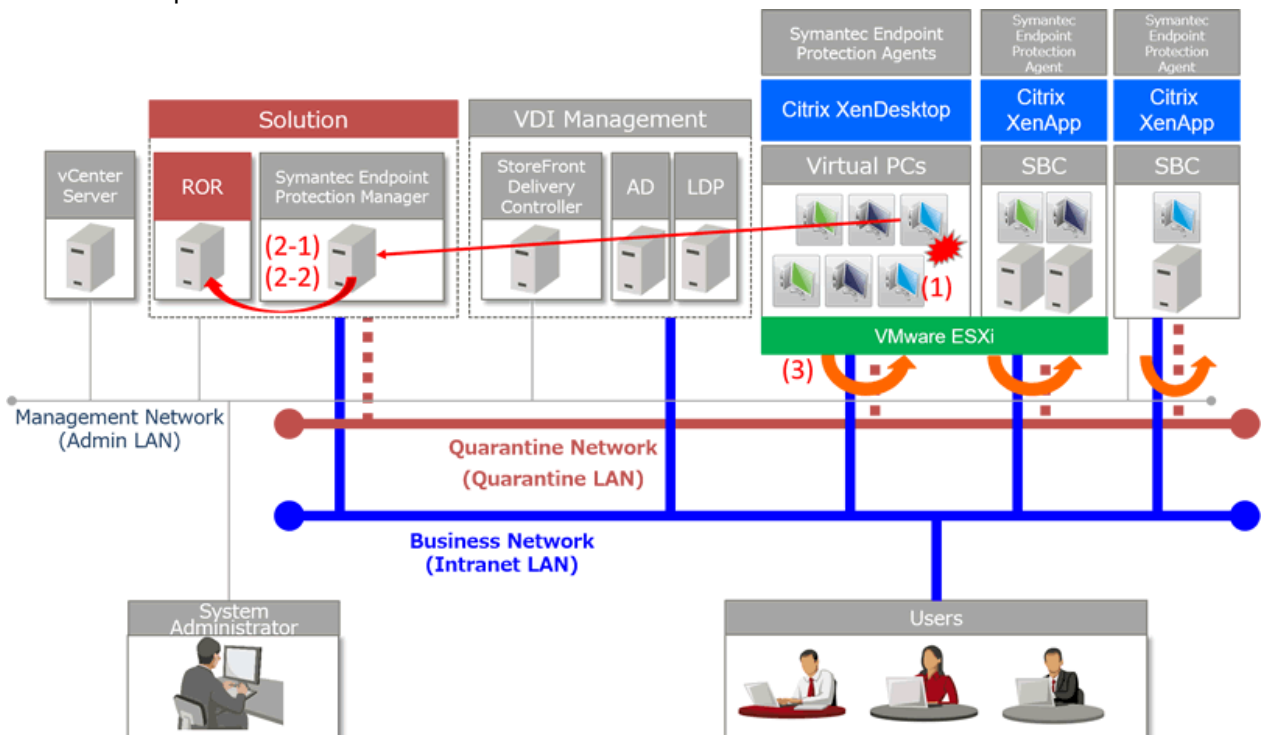 Symantec Endpoint
Protection Agents
Symantec
Endpoint
Protection
Agent
Symantec
Endpoint
Protection
Agent
Citrix XenDesktop
Citrix
XenApp
Citrix
XenApp
Solution
VDI Management
Virtual PCs
SBC
SBC
vCenter
Server
ROR
Symantec Endpoint
Protection Manager
StoreFront
Delivery
Controller
AD
LDP
(2-1)
(2-2)
(1)
VMware ESXi
(3)
Management Network
(Admin LAN)
Quarantine Network
(Quarantine LAN)
Business Network
(Intranet LAN)
System
Administrator
Users